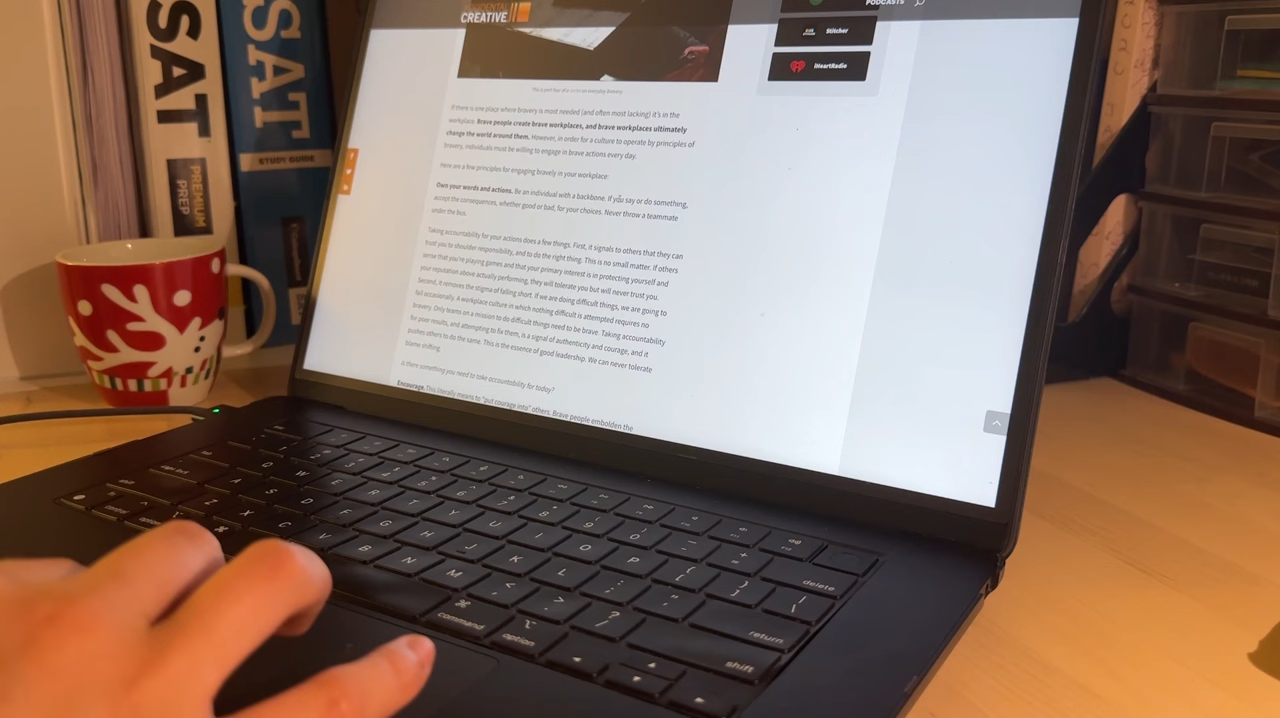 SAT
PREMIUM
PREP
SAT
STUDY GUIDE
ACCIDENTAL
CREATIVE
PODCASTS
Stitcher
iHeartRadio
If there is one place where bravery is most needed (and often most lacking) it's in the
workplace. Brave people create brave workplaces, and brave workplaces ultimately
change the world around them. However, in order for a culture to operate by principles of
bravery, individuals must be willing to engage in brave actions every day.
Here are a few principles for engaging bravely in your workplace:
Own your words and actions. Be an individual with a backbone. If you say or do something,
accept the consequences, whether good or bad, for your choices. Never throw a teammate
under the bus.
Taking accountability for your actions does a few things. First, it signals to others that they can
trust you to shoulder responsibility, and to do the right thing. This is no small matter. If others
sense that you're playing games and that your primary interest is in protecting yourself and
your reputation above actually performing, they will tolerate you but will never trust you.
Second, it removes the stigma of falling short. If we are doing difficult things, we are going to
fail occasionally. A workplace culture in which nothing difficult is attempted requires no
bravery. Only teams on a mission to do difficult things need to be brave. Taking accountability
for poor results, and attempting to fix them, is a signal of authenticity and courage, and it
pushes others to do the same. This is the essence of good leadership. We can never tolerate
blame shifting.
Is there something you need to take accountability for today?
Encourage. This literally means to "put courage into" others. Brave people embolden the
Q W E R T Y U I O P
A S D F G H J K L
Z X C V B N M
delete
return
shift
command
option